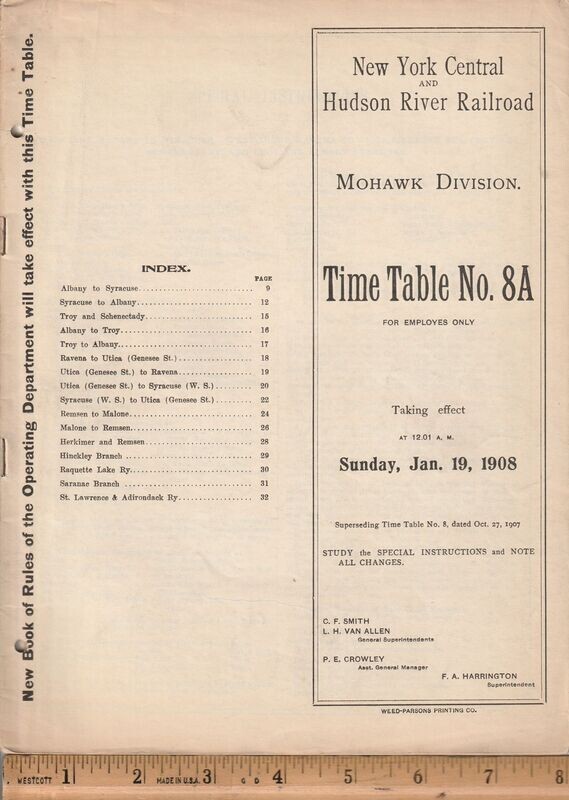 New Book of Rules of the Operating Department will take effect with this Time Table.
INDEX.
PAGE
Albany to Syracuse 9
Syracuse to Albany 12
Troy and Schenectady 15
Albany to Troy 16
Troy to Albany 17
Ravena to Utica (Genesee St.) 18
Utica (Genesee St.) to Ravena 19
Utica (Genesee St.) to Syracuse (W. S.) 20
Syracuse (W. S.) to Utica (Genesee St.) 22
Remsen to Malone 24
Malone to Remsen 26
Herkimer and Remsen 28
Hinckley Branch 29
Raquette Lake Ry. 30
Saranac Branch 31
St. Lawrence & Adirondack Ry 32
New York Central
AND
Hudson River Railroad
MOHAWK DIVISION.
Time Table No. 8A
FOR EMPLOYES ONLY
Taking effect
AT 12.01 A. M.
Sunday, Jan. 19, 1908
Superseding Time Table No. 8, dated Oct. 27, 1907
STUDY the SPECIAL INSTRUCTIONS and NOTE
ALL CHANGES.
C. F. SMITH
L. H. VAN ALLEN
General Superintendents
P. E. CROWLEY
Asst. General Manager
F. A. HARRINGTON
Superintendent
WEED-PARSONS PRINTING CO.
WESTCOTT 1 2 MADE IN U.S.A. 3 4 5 6 7 8